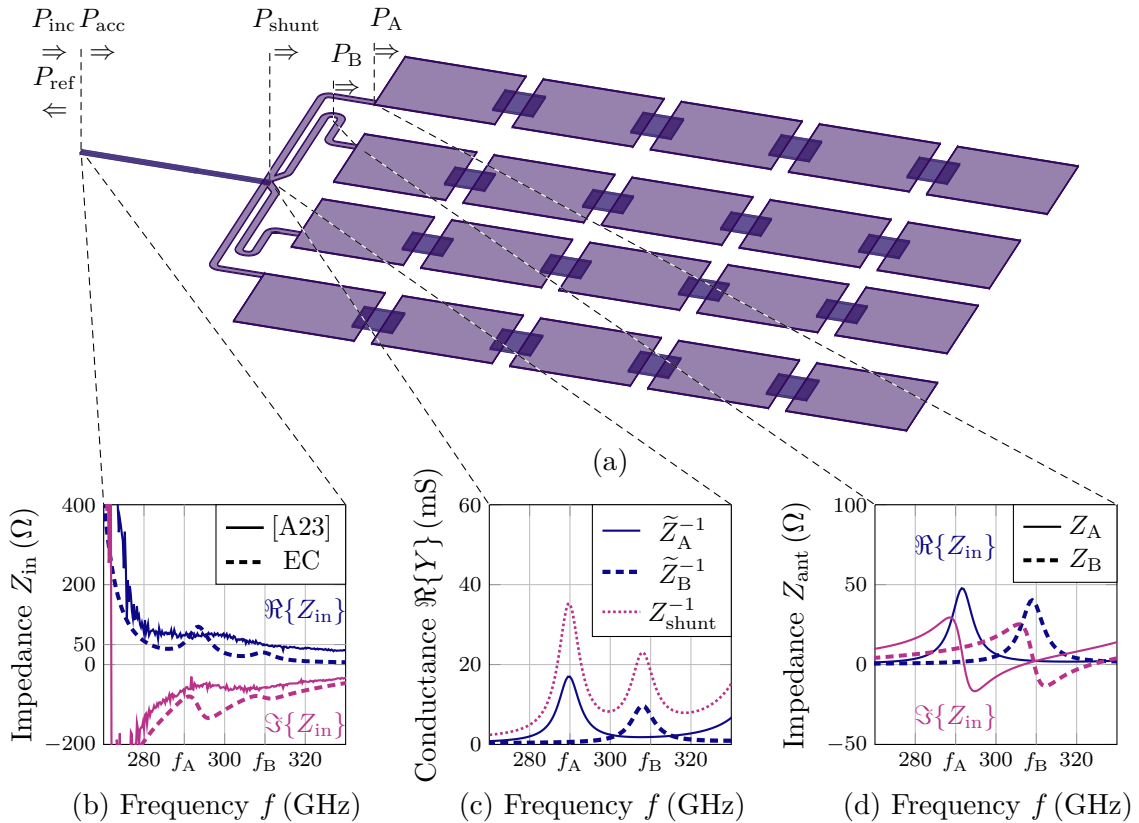 P_inc P_acc P_shunt P_A
⇒ ⇒ ⇒ ⇒
P_ref P_B
⇐ ⇒
(a)
Impedance Z_in (Ω)
400
200
50
0
−200
[A23]
EC
ℜ{Z_in}
ℑ{Z_in}
280 f_A 300 f_B 320
(b) Frequency f (GHz)
Conductance ℜ{Y} (mS)
60
40
20
0
Z̃_A^−1
Z̃_B^−1
Z_shunt^−1
280 f_A 300 f_B 320
(c) Frequency f (GHz)
Impedance Z_ant (Ω)
100
50
0
−50
ℜ{Z_in}
Z_A
Z_B
ℑ{Z_in}
280 f_A 300 f_B 320
(d) Frequency f (GHz)